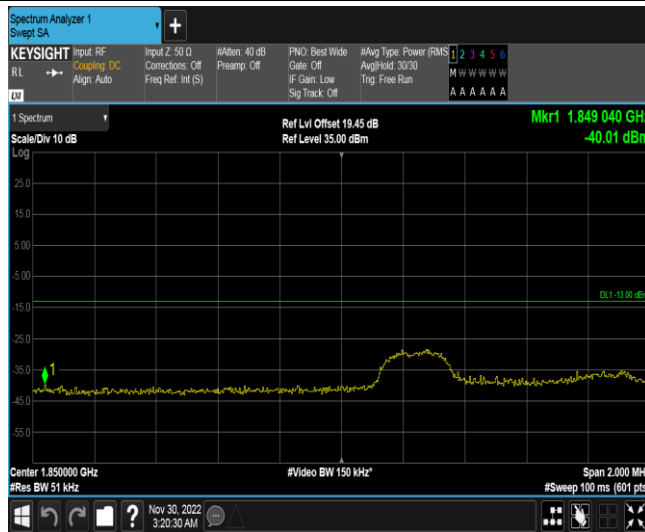 Spectrum Analyzer 1
Swept SA
+
KEYSIGHT Input: RF Input Z: 50 Ω #Atten: 40 dB PNO: Best Wide #Avg Type: Power (RMS 1 2 3 4 5 6
RL Coupling: DC Corrections: Off Preamp: Off Gate: Off Avg|Hold: 30/30 M W W W W W
Align: Auto Freq Ref: Int (S) IF Gain: Low Trig: Free Run
Sig Track: Off A A A A A A
LXI
1 Spectrum
Scale/Div 10 dB
Ref Lvl Offset 19.45 dB
Ref Level 35.00 dBm
Mkr1 1.849 040 GH
-40.01 dBm
Log
25.0
15.0
5.00
-5.00
DL1 -13.00 dBm
-15.0
-25.0
-35.0
1
-45.0
-55.0
Center 1.850000 GHz #Video BW 150 kHz* Span 2.000 MH
#Res BW 51 kHz #Sweep 100 ms (601 pts
? Nov 30, 2022
3:20:30 AM